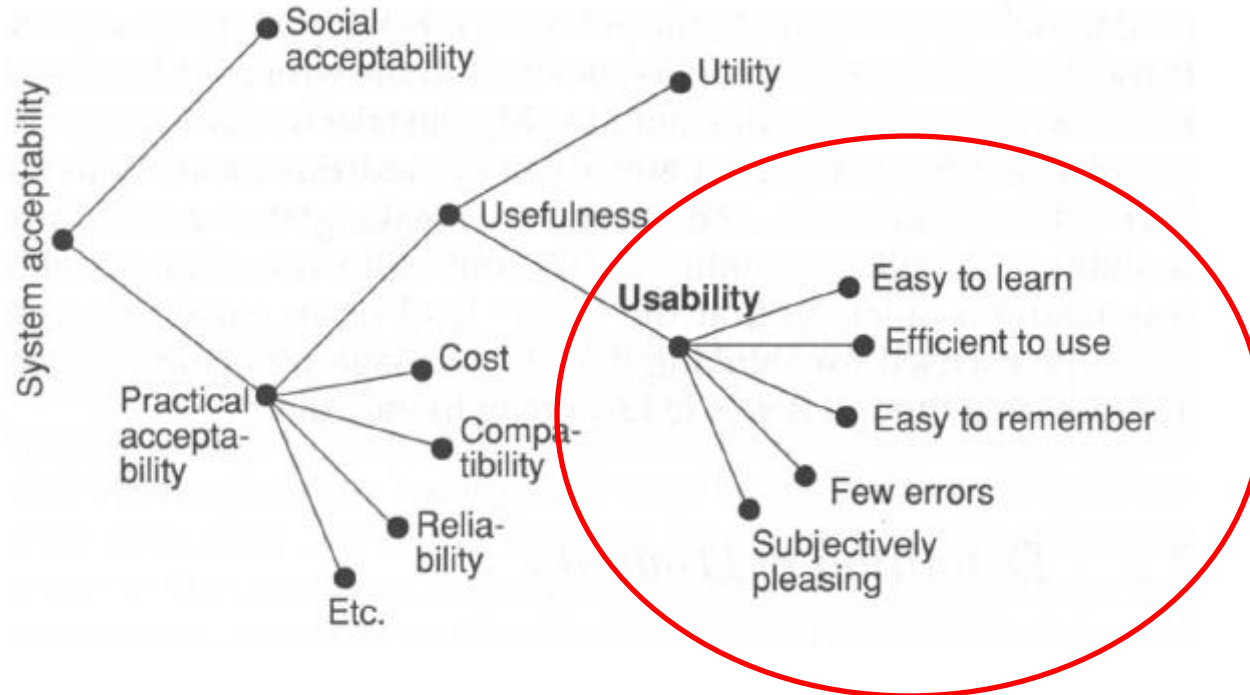 System acceptability
Social
acceptability
Utility
Usefulness
Usability
Easy to learn
Efficient to use
Easy to remember
Few errors
Subjectively
pleasing
Practical
accepta-
bility
Cost
Compa-
tibility
Relia-
bility
Etc.